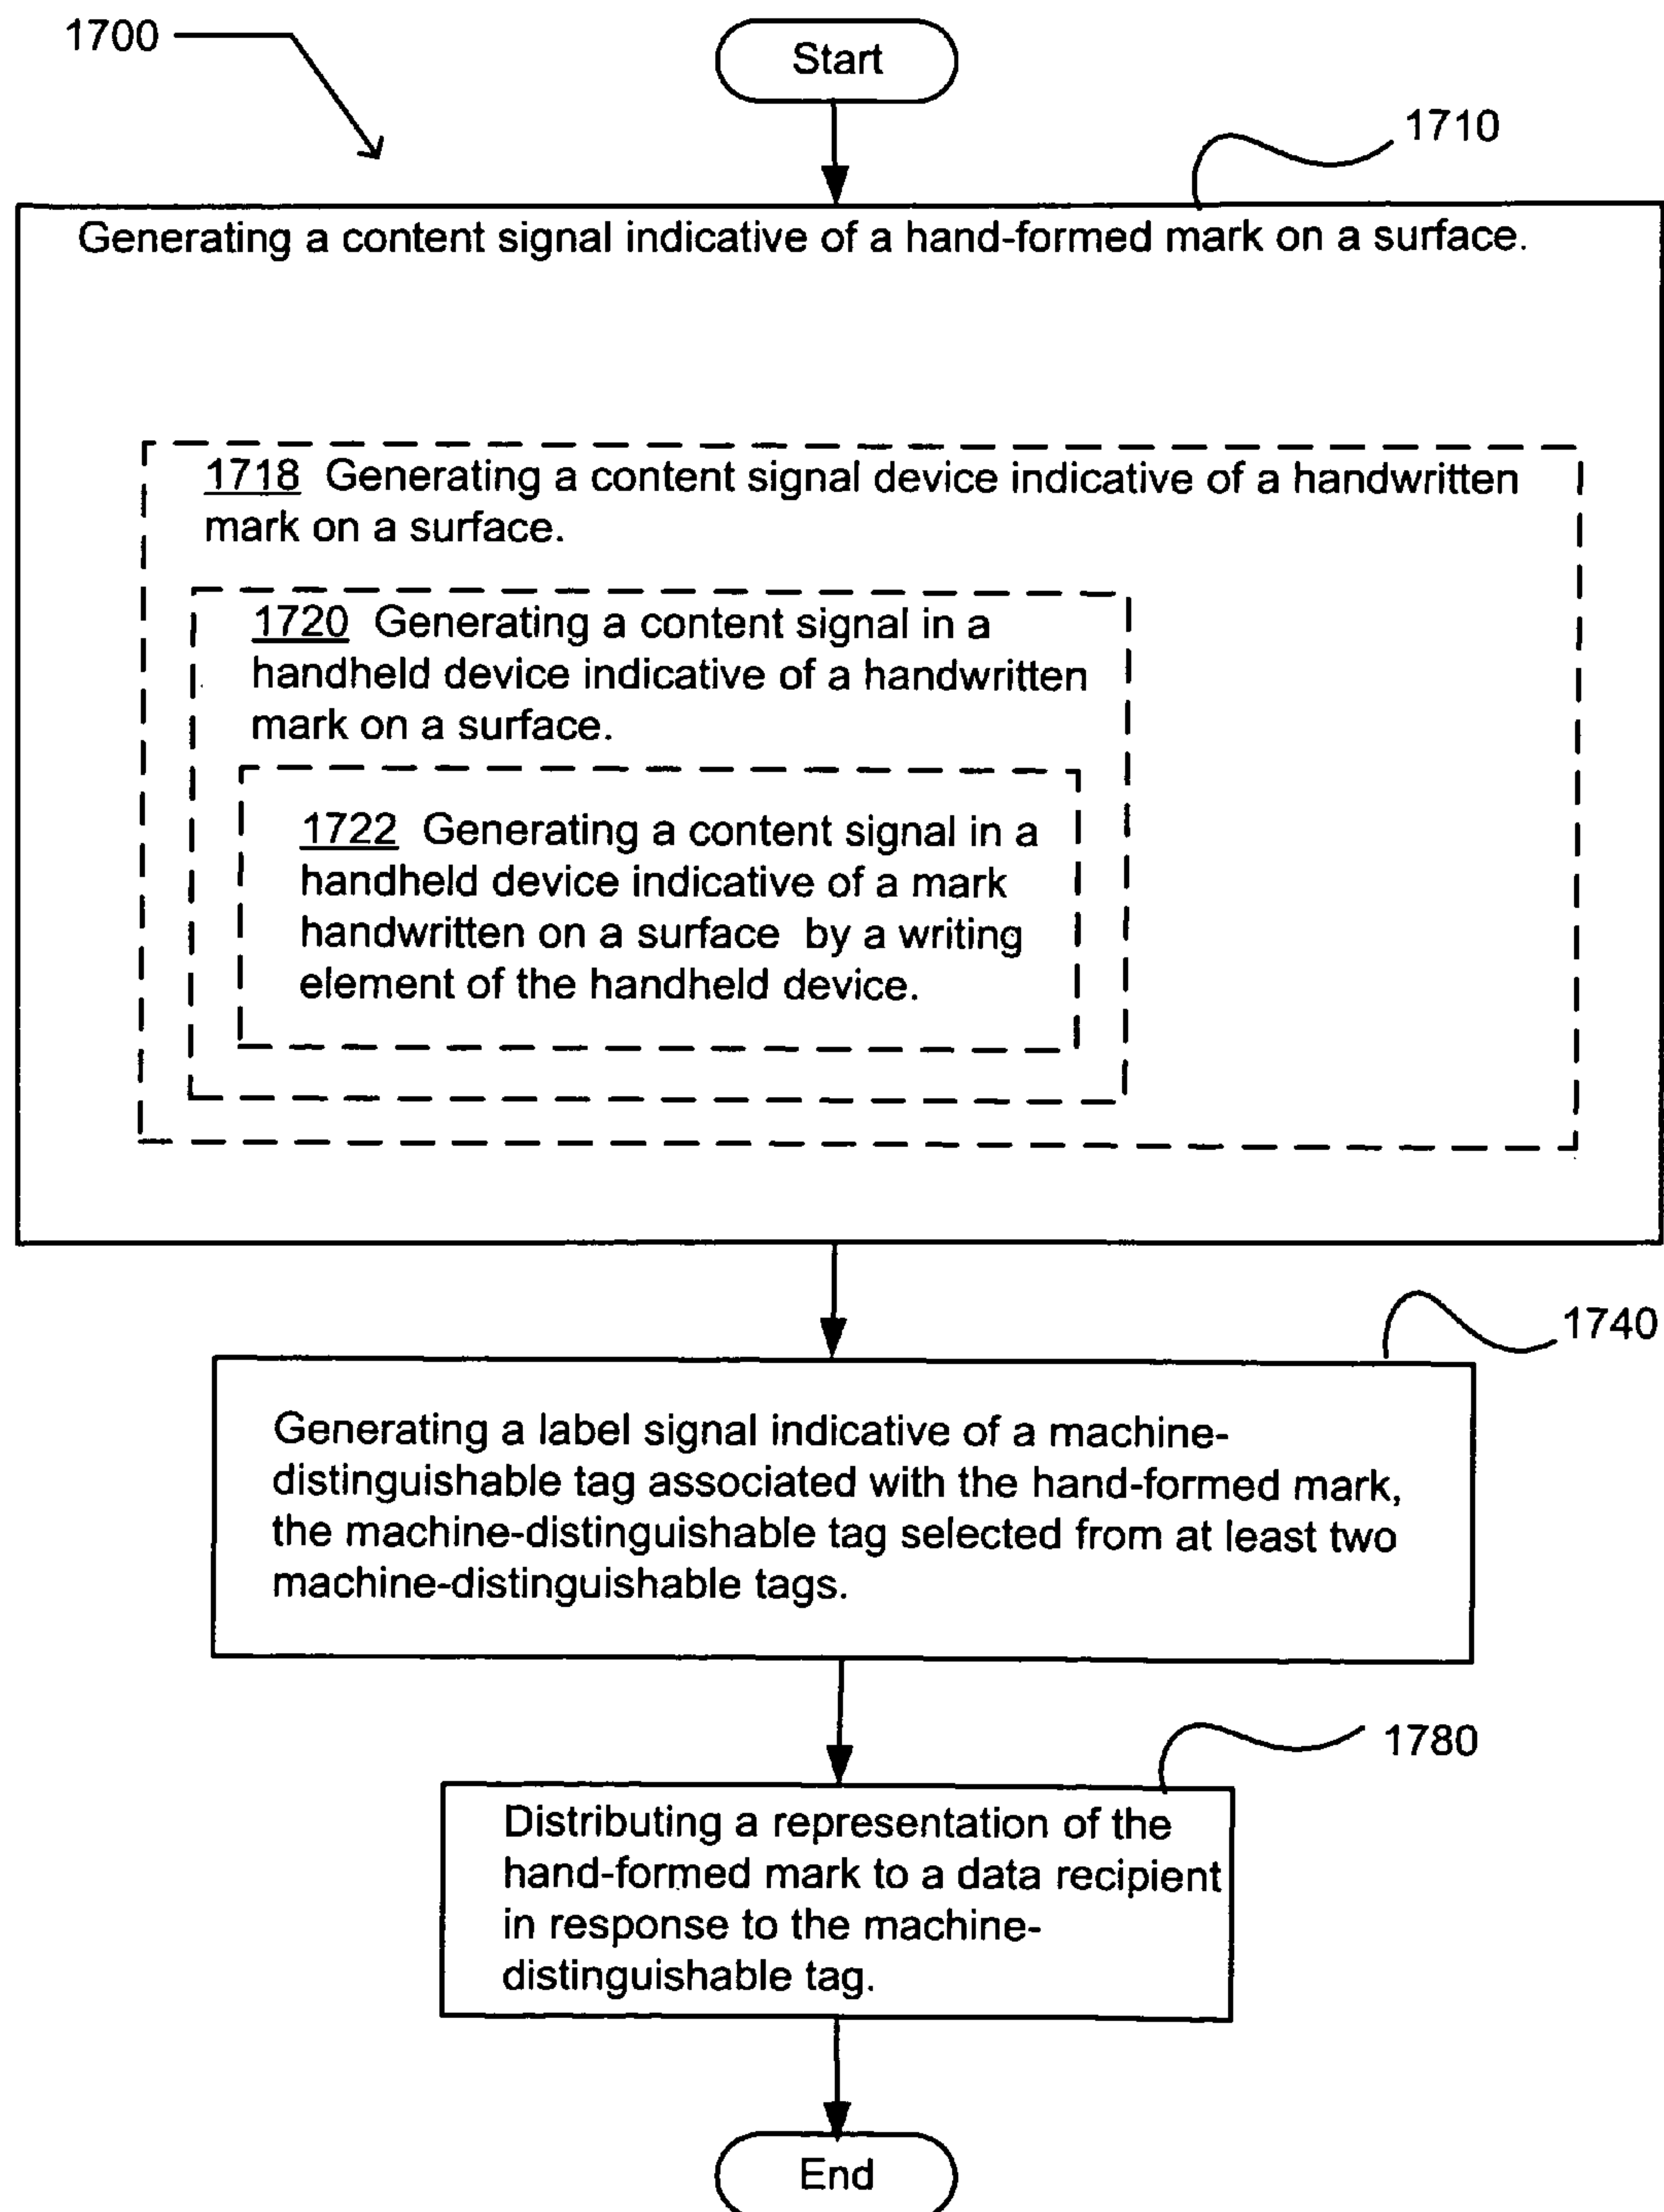 1700
Start
1710
Generating a content signal indicative of a hand-formed mark on a surface.
1718 Generating a content signal device indicative of a handwritten
mark on a surface.
1720 Generating a content signal in a
handheld device indicative of a handwritten
mark on a surface.
1722 Generating a content signal in a
handheld device indicative of a mark
handwritten on a surface by a writing
element of the handheld device.
1740
Generating a label signal indicative of a machine-
distinguishable tag associated with the hand-formed mark,
the machine-distinguishable tag selected from at least two
machine-distinguishable tags.
1780
Distributing a representation of the
hand-formed mark to a data recipient
in response to the machine-
distinguishable tag.
End